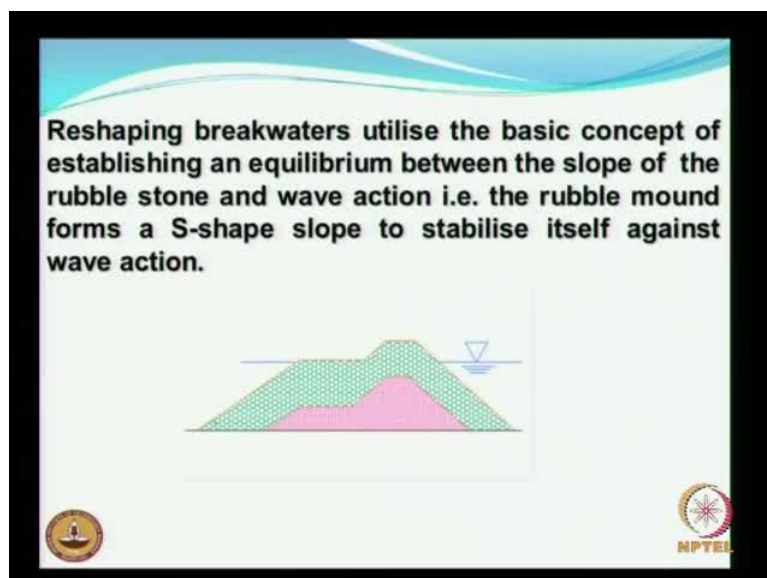 Reshaping breakwaters utilise the basic concept of
establishing an equilibrium between the slope of the
rubble stone and wave action i.e. the rubble mound
forms a S-shape slope to stabilise itself against
wave action.
NPTEL